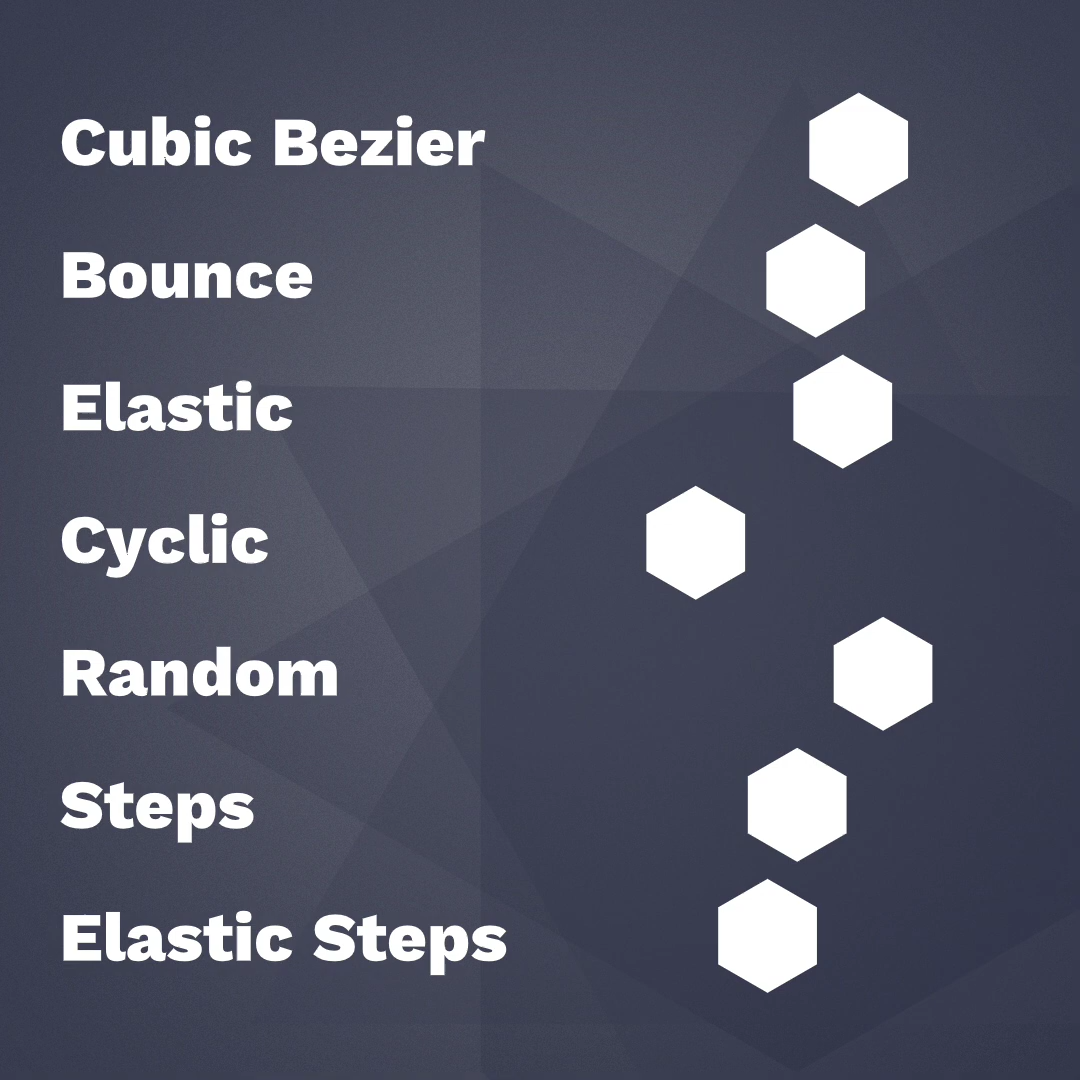 Cubic Bezier
Bounce
Elastic
Cyclic
Random
Steps
Elastic Steps